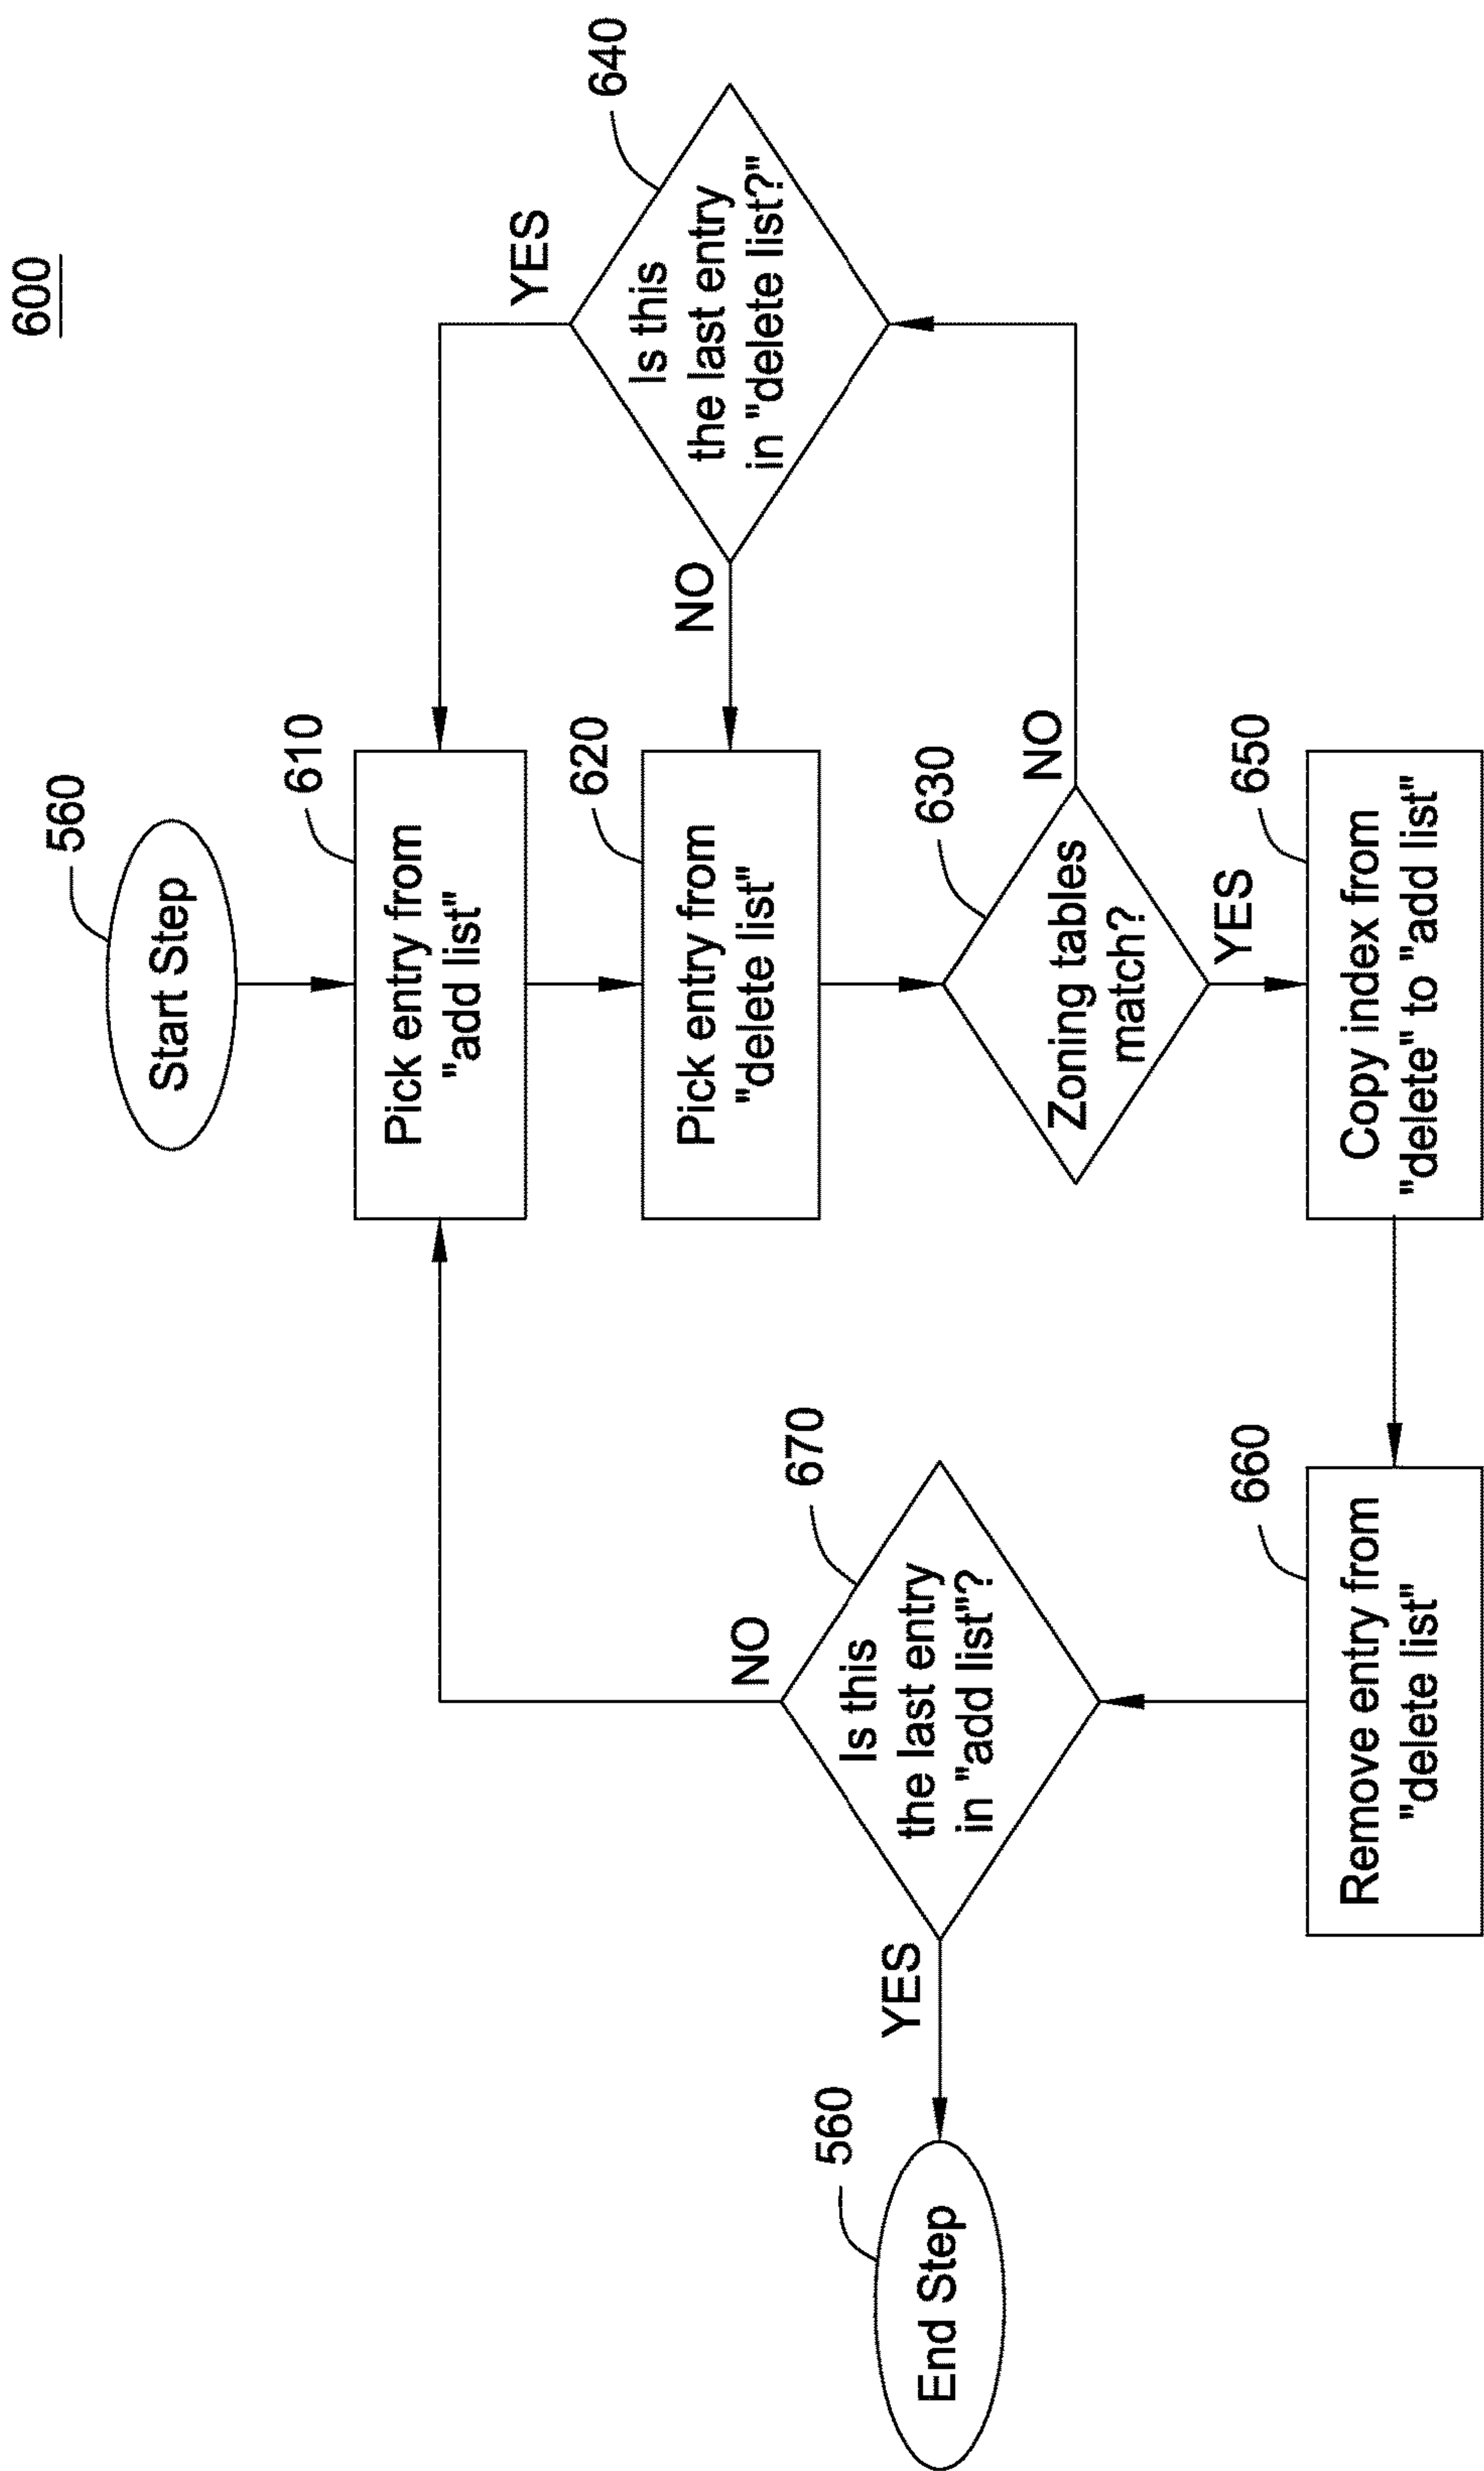 600
560
Start Step
610
Pick entry from
"add list"
620
Pick entry from
"delete list"
630
Zoning tables
match?
NO
YES
640
Is this
the last entry
in "delete list?"
YES
NO
650
Copy index from
"delete" to "add list"
660
Remove entry from
"delete list"
670
Is this
the last entry
in "add list"?
NO
YES
560
End Step